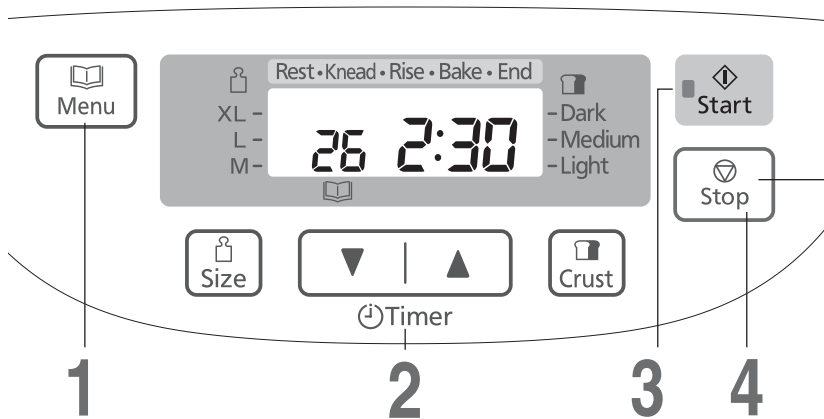 Menu
Rest•Knead•Rise•Bake•End
XL –
L –
M –
26 2:30
–Dark
–Medium
–Light
Start
Stop
Size
Timer
Crust
1
2
3
4